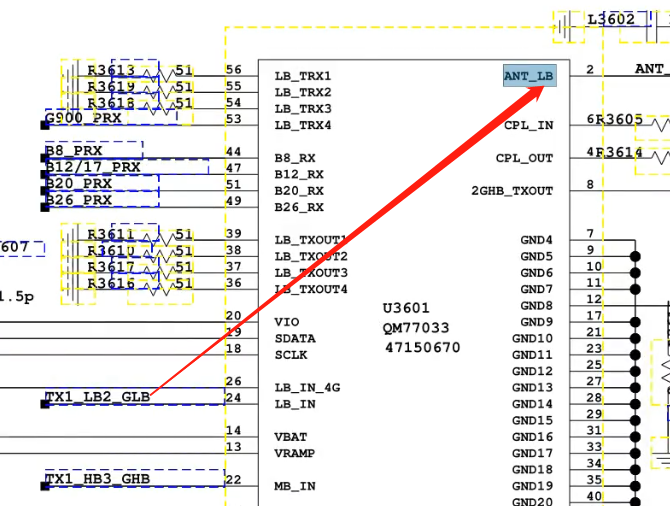 L3602
R3613 51 56 LB_TRX1 ANT_LB 2 ANT_
R3619 51 55 LB_TRX2
R3618 51 54 LB_TRX3
G900_PRX 53 LB_TRX4 CPL_IN 6 R3605
B8_PRX 44 B8_RX CPL_OUT 4 R3614
B12/17_PRX 47 B12_RX
B20_PRX 51 B20_RX 2GHB_TXOUT 8
B26_PRX 49 B26_RX
R3611 51 39 LB_TXOUT1 GND4 7
607 R3610 51 38 LB_TXOUT2 GND5 9
R3617 51 37 LB_TXOUT3 GND6 10
1.5p R3616 51 36 LB_TXOUT4 GND7 11
U3601 GND8 12
20 VIO QM77033 GND9 17
19 SDATA GND10 21
18 SCLK 47150670 GND11 23
GND12 25
26 LB_IN_4G GND13 27
TX1_LB2_GLB 24 LB_IN GND14 28
GND15 29
14 VBAT GND16 31
13 VRAMP GND17 33
GND18 34
TX1_HB3_GHB 22 MB_IN GND19 35
GND20 40